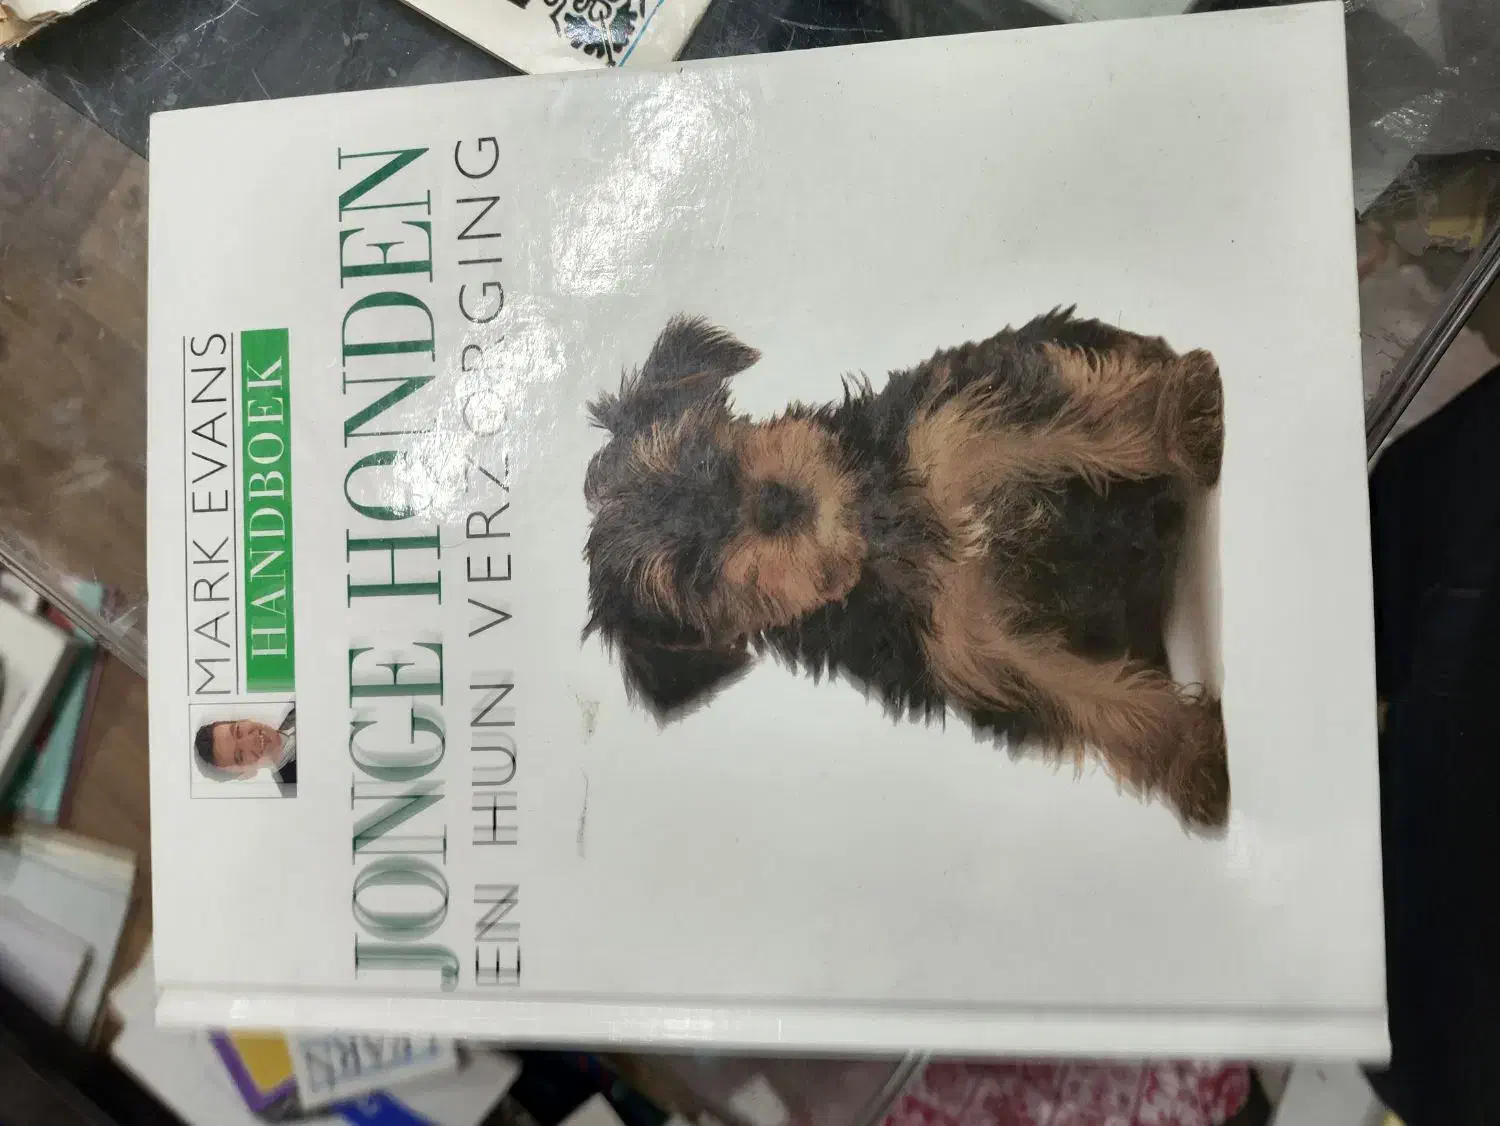 MARK EVANS
HANDBOEK
JONGE HONDEN
EN HUN VERZORGING